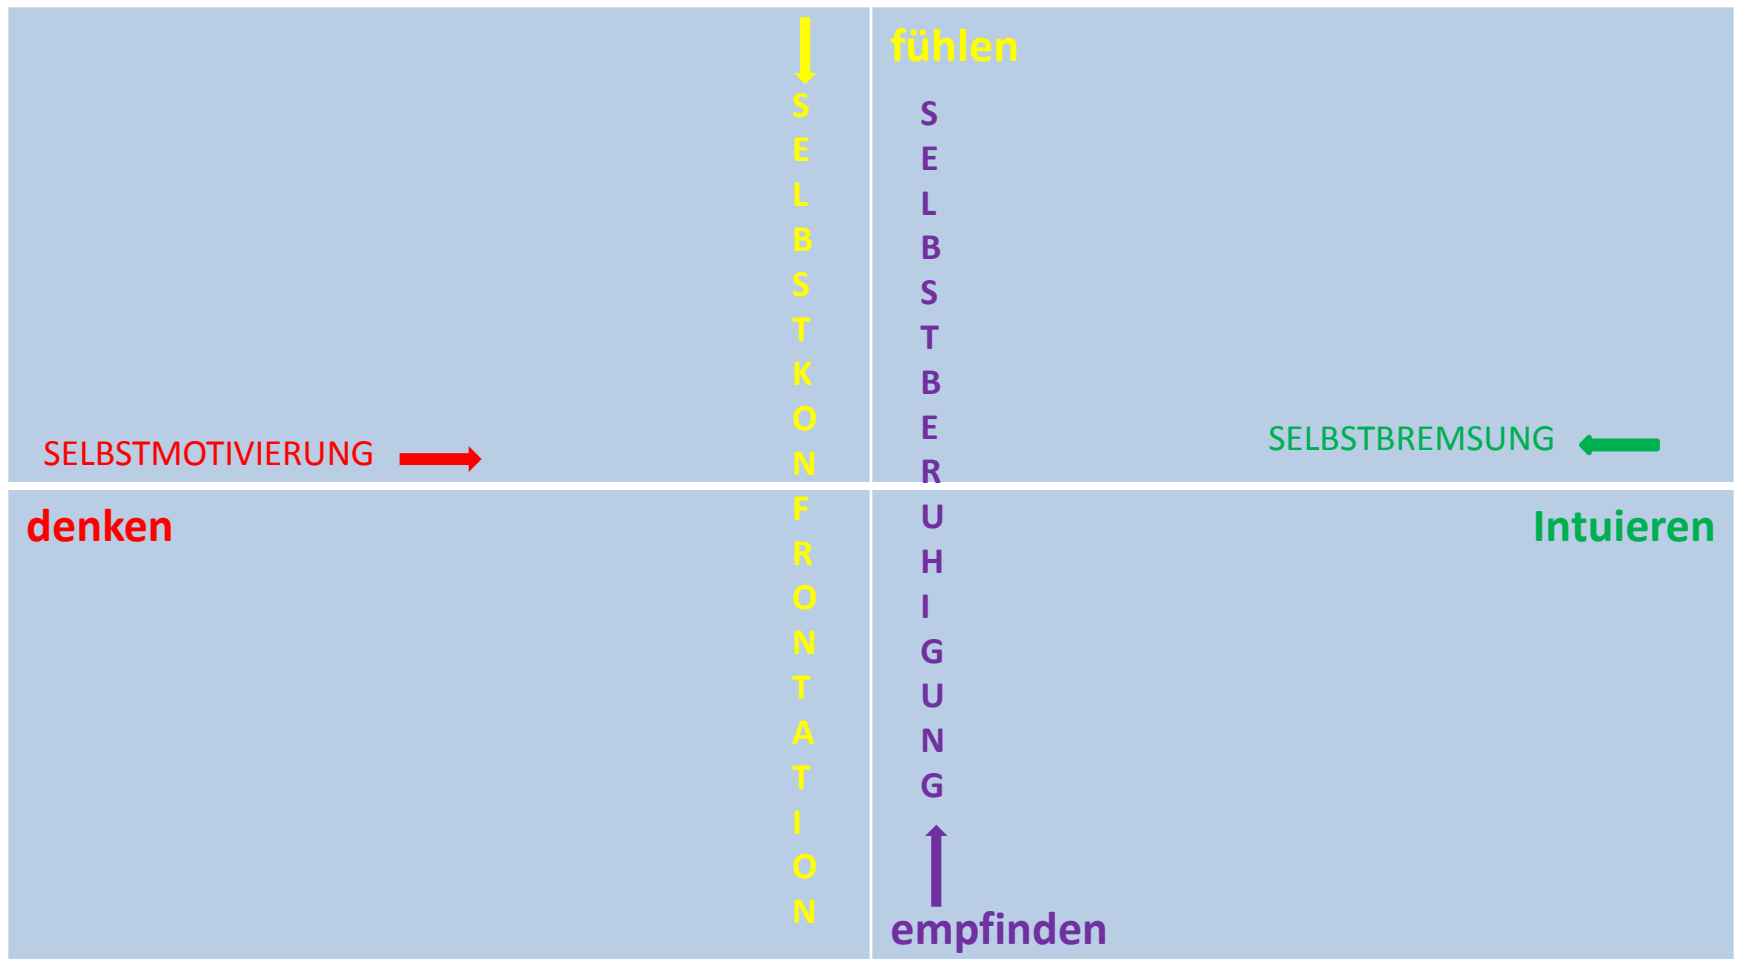 fühlen
SELBSTKONFRONTATION
SELBSTBERUHIGUNG
SELBSTMOTIVIERUNG
SELBSTBREMSUNG
denken
Intuieren
empfinden